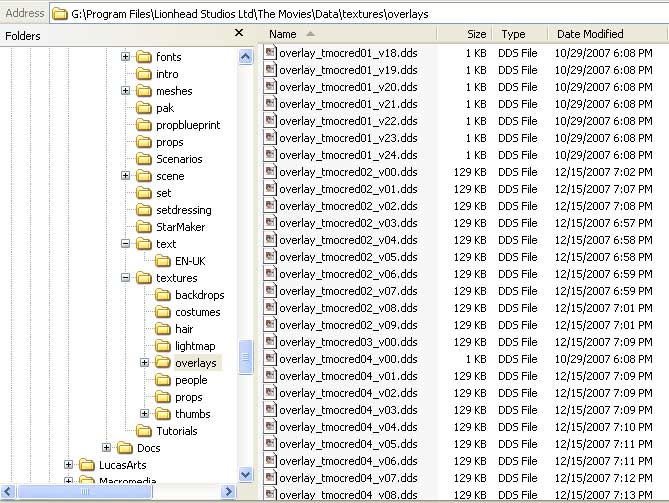 Address G:\Program Files\Lionhead Studios Ltd\The Movies\Data\textures\overlays
Folders
fonts
intro
meshes
pak
propblueprint
props
Scenarios
scene
set
setdressing
StarMaker
text
EN-UK
textures
backdrops
costumes
hair
lightmap
overlays
people
props
thumbs
Tutorials
Docs
LucasArts
Macromedia
Name Size Type Date Modified
overlay_tmocred01_v18.dds 1 KB DDS File 10/29/2007 6:08 PM
overlay_tmocred01_v19.dds 1 KB DDS File 10/29/2007 6:08 PM
overlay_tmocred01_v20.dds 1 KB DDS File 10/29/2007 6:08 PM
overlay_tmocred01_v21.dds 1 KB DDS File 10/29/2007 6:08 PM
overlay_tmocred01_v22.dds 1 KB DDS File 10/29/2007 6:08 PM
overlay_tmocred01_v23.dds 1 KB DDS File 10/29/2007 6:08 PM
overlay_tmocred01_v24.dds 1 KB DDS File 10/29/2007 6:08 PM
overlay_tmocred02_v00.dds 129 KB DDS File 12/15/2007 7:02 PM
overlay_tmocred02_v01.dds 129 KB DDS File 12/15/2007 7:07 PM
overlay_tmocred02_v02.dds 129 KB DDS File 12/15/2007 7:08 PM
overlay_tmocred02_v03.dds 129 KB DDS File 12/15/2007 6:57 PM
overlay_tmocred02_v04.dds 129 KB DDS File 12/15/2007 6:58 PM
overlay_tmocred02_v05.dds 129 KB DDS File 12/15/2007 6:58 PM
overlay_tmocred02_v06.dds 129 KB DDS File 12/15/2007 6:59 PM
overlay_tmocred02_v07.dds 129 KB DDS File 12/15/2007 6:59 PM
overlay_tmocred02_v08.dds 129 KB DDS File 12/15/2007 7:01 PM
overlay_tmocred02_v09.dds 129 KB DDS File 12/15/2007 7:01 PM
overlay_tmocred03_v00.dds 129 KB DDS File 12/15/2007 7:09 PM
overlay_tmocred04_v00.dds 1 KB DDS File 10/29/2007 6:08 PM
overlay_tmocred04_v01.dds 129 KB DDS File 12/15/2007 7:09 PM
overlay_tmocred04_v02.dds 129 KB DDS File 12/15/2007 7:09 PM
overlay_tmocred04_v03.dds 129 KB DDS File 12/15/2007 7:09 PM
overlay_tmocred04_v04.dds 129 KB DDS File 12/15/2007 7:10 PM
overlay_tmocred04_v05.dds 129 KB DDS File 12/15/2007 7:11 PM
overlay_tmocred04_v06.dds 129 KB DDS File 12/15/2007 7:11 PM
overlay_tmocred04_v07.dds 129 KB DDS File 12/15/2007 7:12 PM
overlay_tmocred04_v08.dds 129 KB DDS File 12/15/2007 7:13 PM